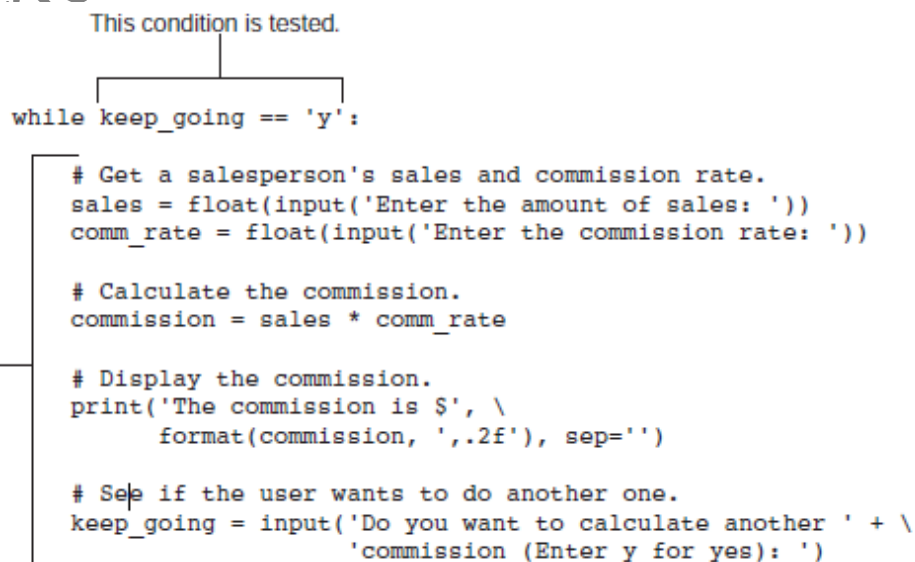 This condition is tested.
while keep_going == 'y':
# Get a salesperson's sales and commission rate.
sales = float(input('Enter the amount of sales: '))
comm_rate = float(input('Enter the commission rate: '))
# Calculate the commission.
commission = sales * comm_rate
# Display the commission.
print('The commission is $', \
format(commission, ',.2f'), sep='')
# See if the user wants to do another one.
keep_going = input('Do you want to calculate another ' + \
'commission (Enter y for yes): ')